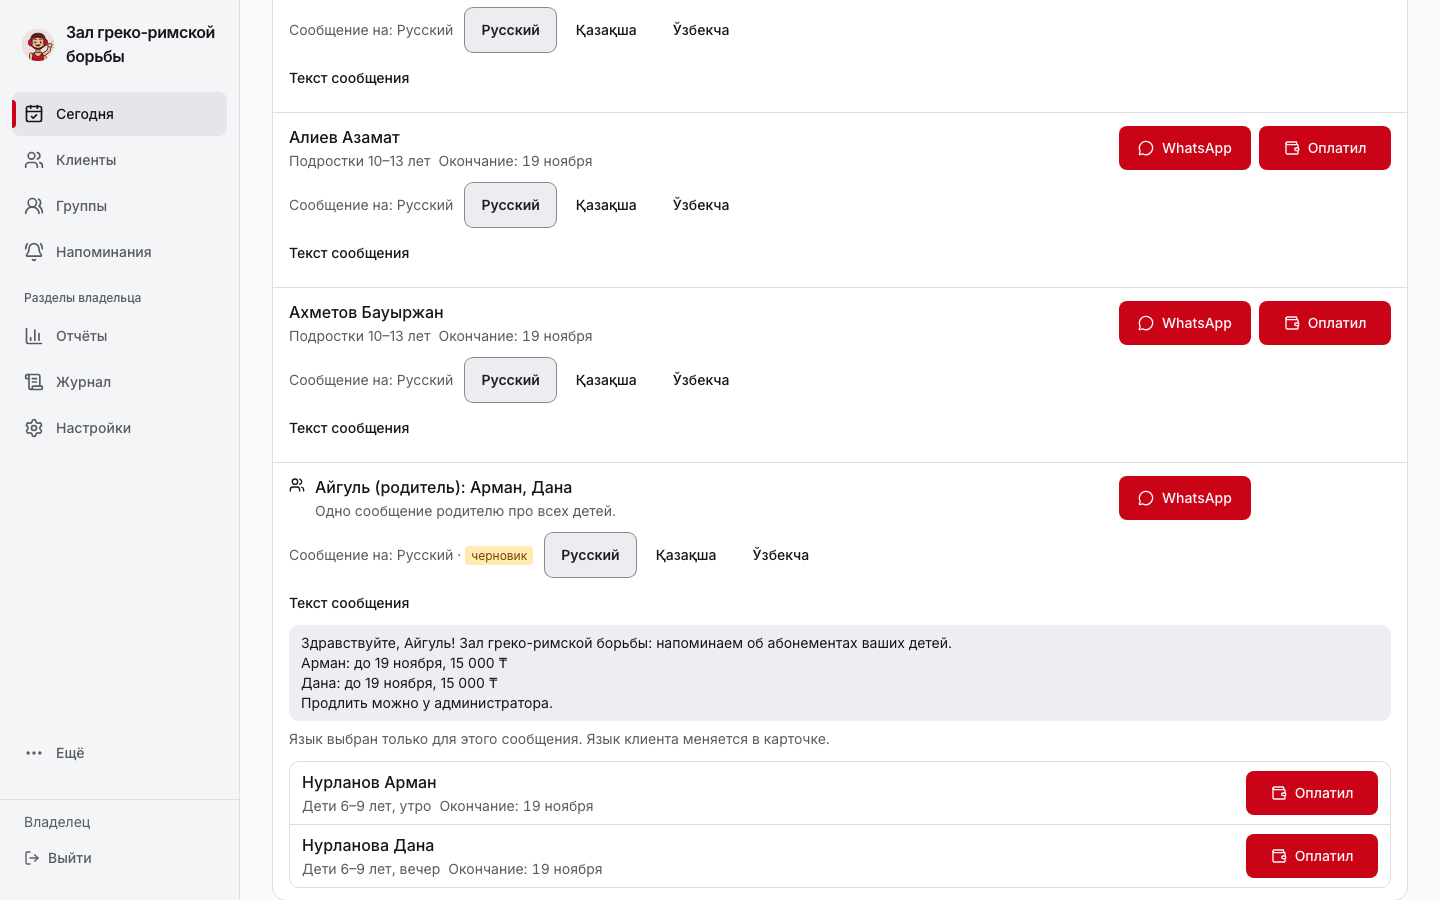 Зал греко-римской
борьбы
Сегодня
Клиенты
Группы
Напоминания
Разделы владельца
Отчёты
Журнал
Настройки
Ещё
Владелец
Выйти
Сообщение на: Русский Русский Қазақша Ўзбекча
Текст сообщения
Алиев Азамат
Подростки 10–13 лет Окончание: 19 ноября
WhatsApp Оплатил
Сообщение на: Русский Русский Қазақша Ўзбекча
Текст сообщения
Ахметов Бауыржан
Подростки 10–13 лет Окончание: 19 ноября
WhatsApp Оплатил
Сообщение на: Русский Русский Қазақша Ўзбекча
Текст сообщения
Айгуль (родитель): Арман, Дана
Одно сообщение родителю про всех детей.
WhatsApp
Сообщение на: Русский · черновик Русский Қазақша Ўзбекча
Текст сообщения
Здравствуйте, Айгуль! Зал греко-римской борьбы: напоминаем об абонементах ваших детей.
Арман: до 19 ноября, 15 000 ₸
Дана: до 19 ноября, 15 000 ₸
Продлить можно у администратора.
Язык выбран только для этого сообщения. Язык клиента меняется в карточке.
Нурланов Арман
Дети 6–9 лет, утро Окончание: 19 ноября
Оплатил
Нурланова Дана
Дети 6–9 лет, вечер Окончание: 19 ноября
Оплатил